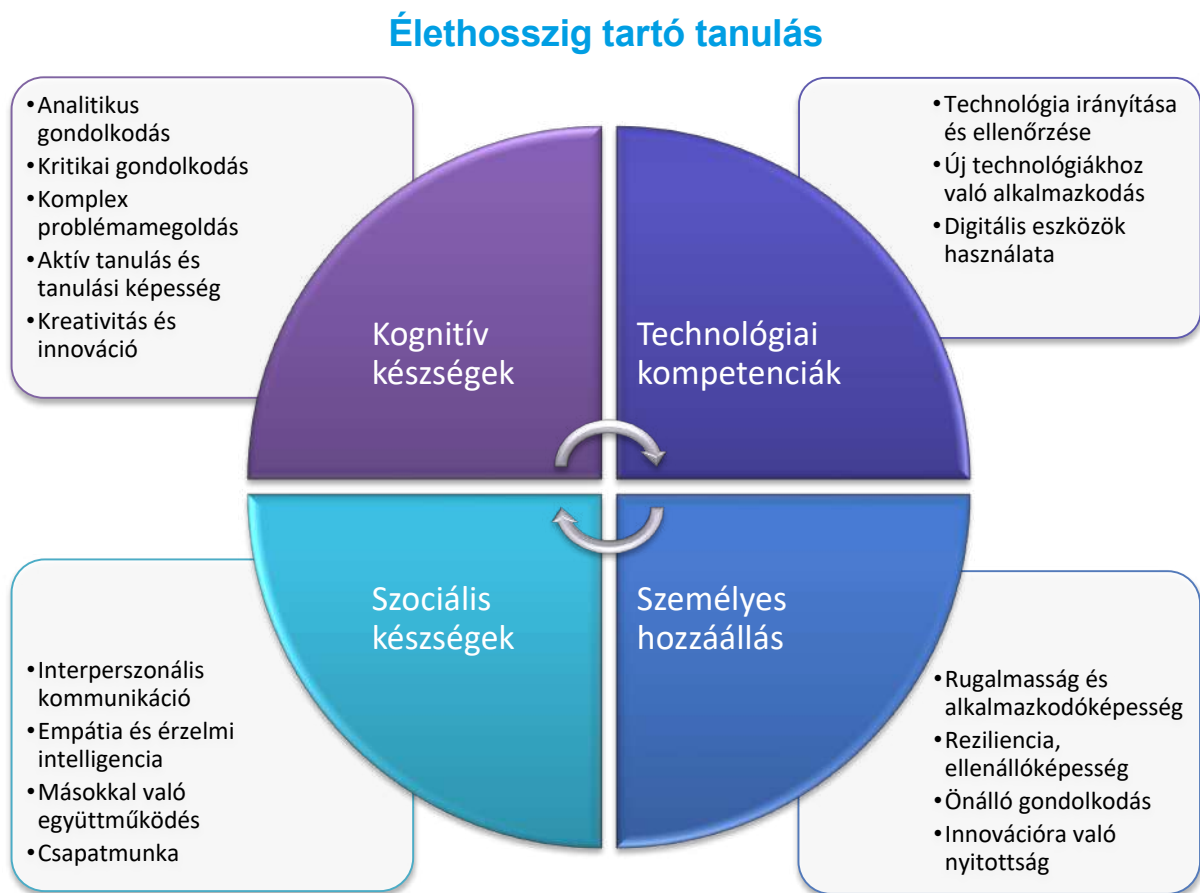 Élethosszig tartó tanulás
•Analitikus
gondolkodás
•Kritikai gondolkodás
•Komplex
problémamegoldás
•Aktív tanulás és
tanulási képesség
•Kreativitás és
innováció
•Technológia irányítása
és ellenőrzése
•Új technológiákhoz
való alkalmazkodás
•Digitális eszközök
használata
Kognitív
készségek
Technológiai
kompetenciák
Szociális
készségek
Személyes
hozzáállás
•Interperszonális
kommunikáció
•Empátia és érzelmi
intelligencia
•Másokkal való
együttműködés
•Csapatmunka
•Rugalmasság és
alkalmazkodóképesség
•Reziliencia,
ellenállóképesség
•Önálló gondolkodás
•Innovációra való
nyitottság